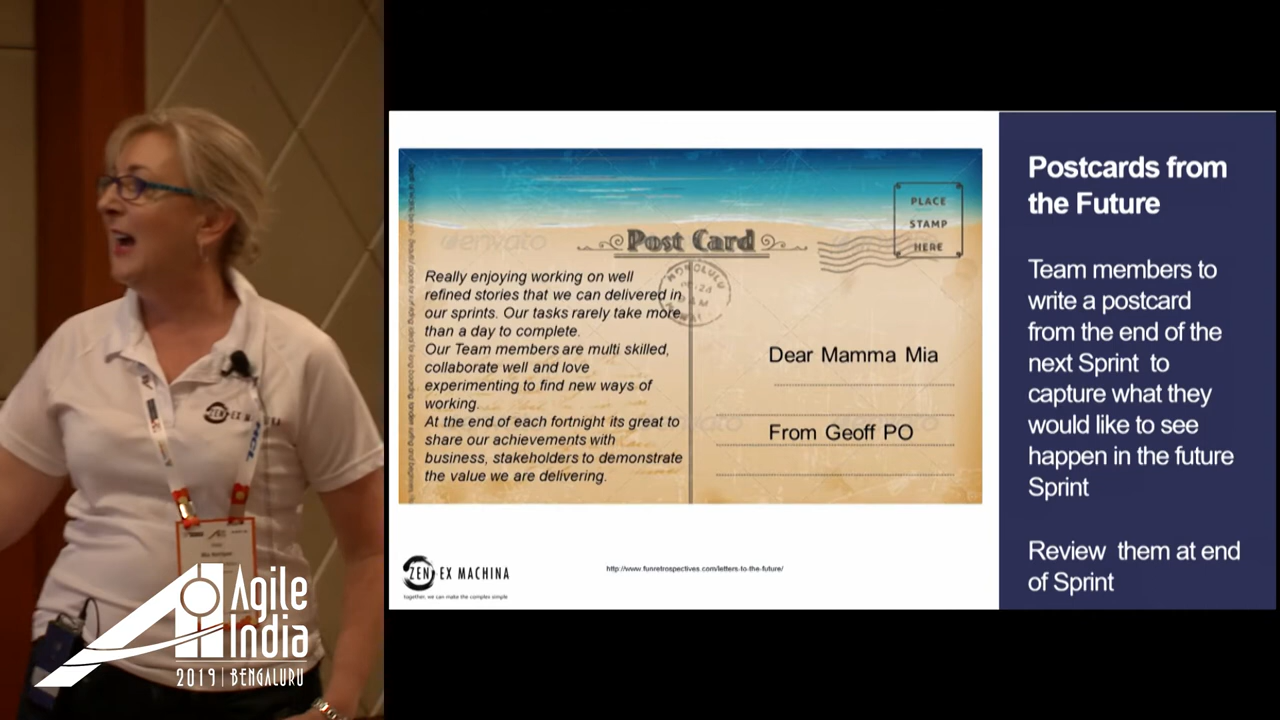 ZEN EX MACHINA
Agile
India
2019 | BENGALURU
envato
Post Card
PLACE
STAMP
HERE
HONOLULU
Really enjoying working on well
refined stories that we can delivered in
our sprints. Our tasks rarely take more
than a day to complete.
Our Team members are multi skilled,
collaborate well and love
experimenting to find new ways of
working.
At the end of each fortnight its great to
share our achievements with
business, stakeholders to demonstrate
the value we are delivering.
Dear Mamma Mia
From Geoff PO
ZEN EX MACHINA
together, we can make the complex simple
http://www.funretrospectives.com/letters-to-the-future/
Postcards from
the Future
Team members to
write a postcard
from the end of the
next Sprint to
capture what they
would like to see
happen in the future
Sprint
Review them at end
of Sprint